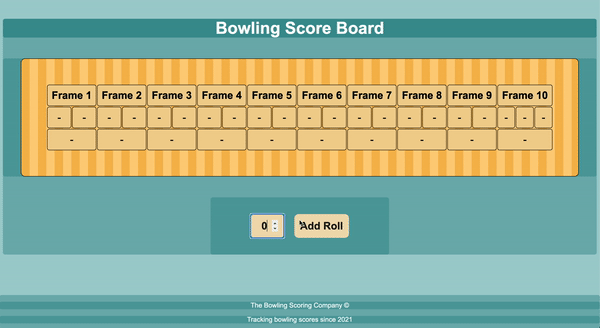 Bowling Score Board
Frame 1 Frame 2 Frame 3 Frame 4 Frame 5 Frame 6 Frame 7 Frame 8 Frame 9 Frame 10
- - - - - - - - - - - - - - - - - - - - -
- - - - - - - - - -
0 Add Roll
The Bowling Scoring Company ©
Tracking bowling scores since 2021